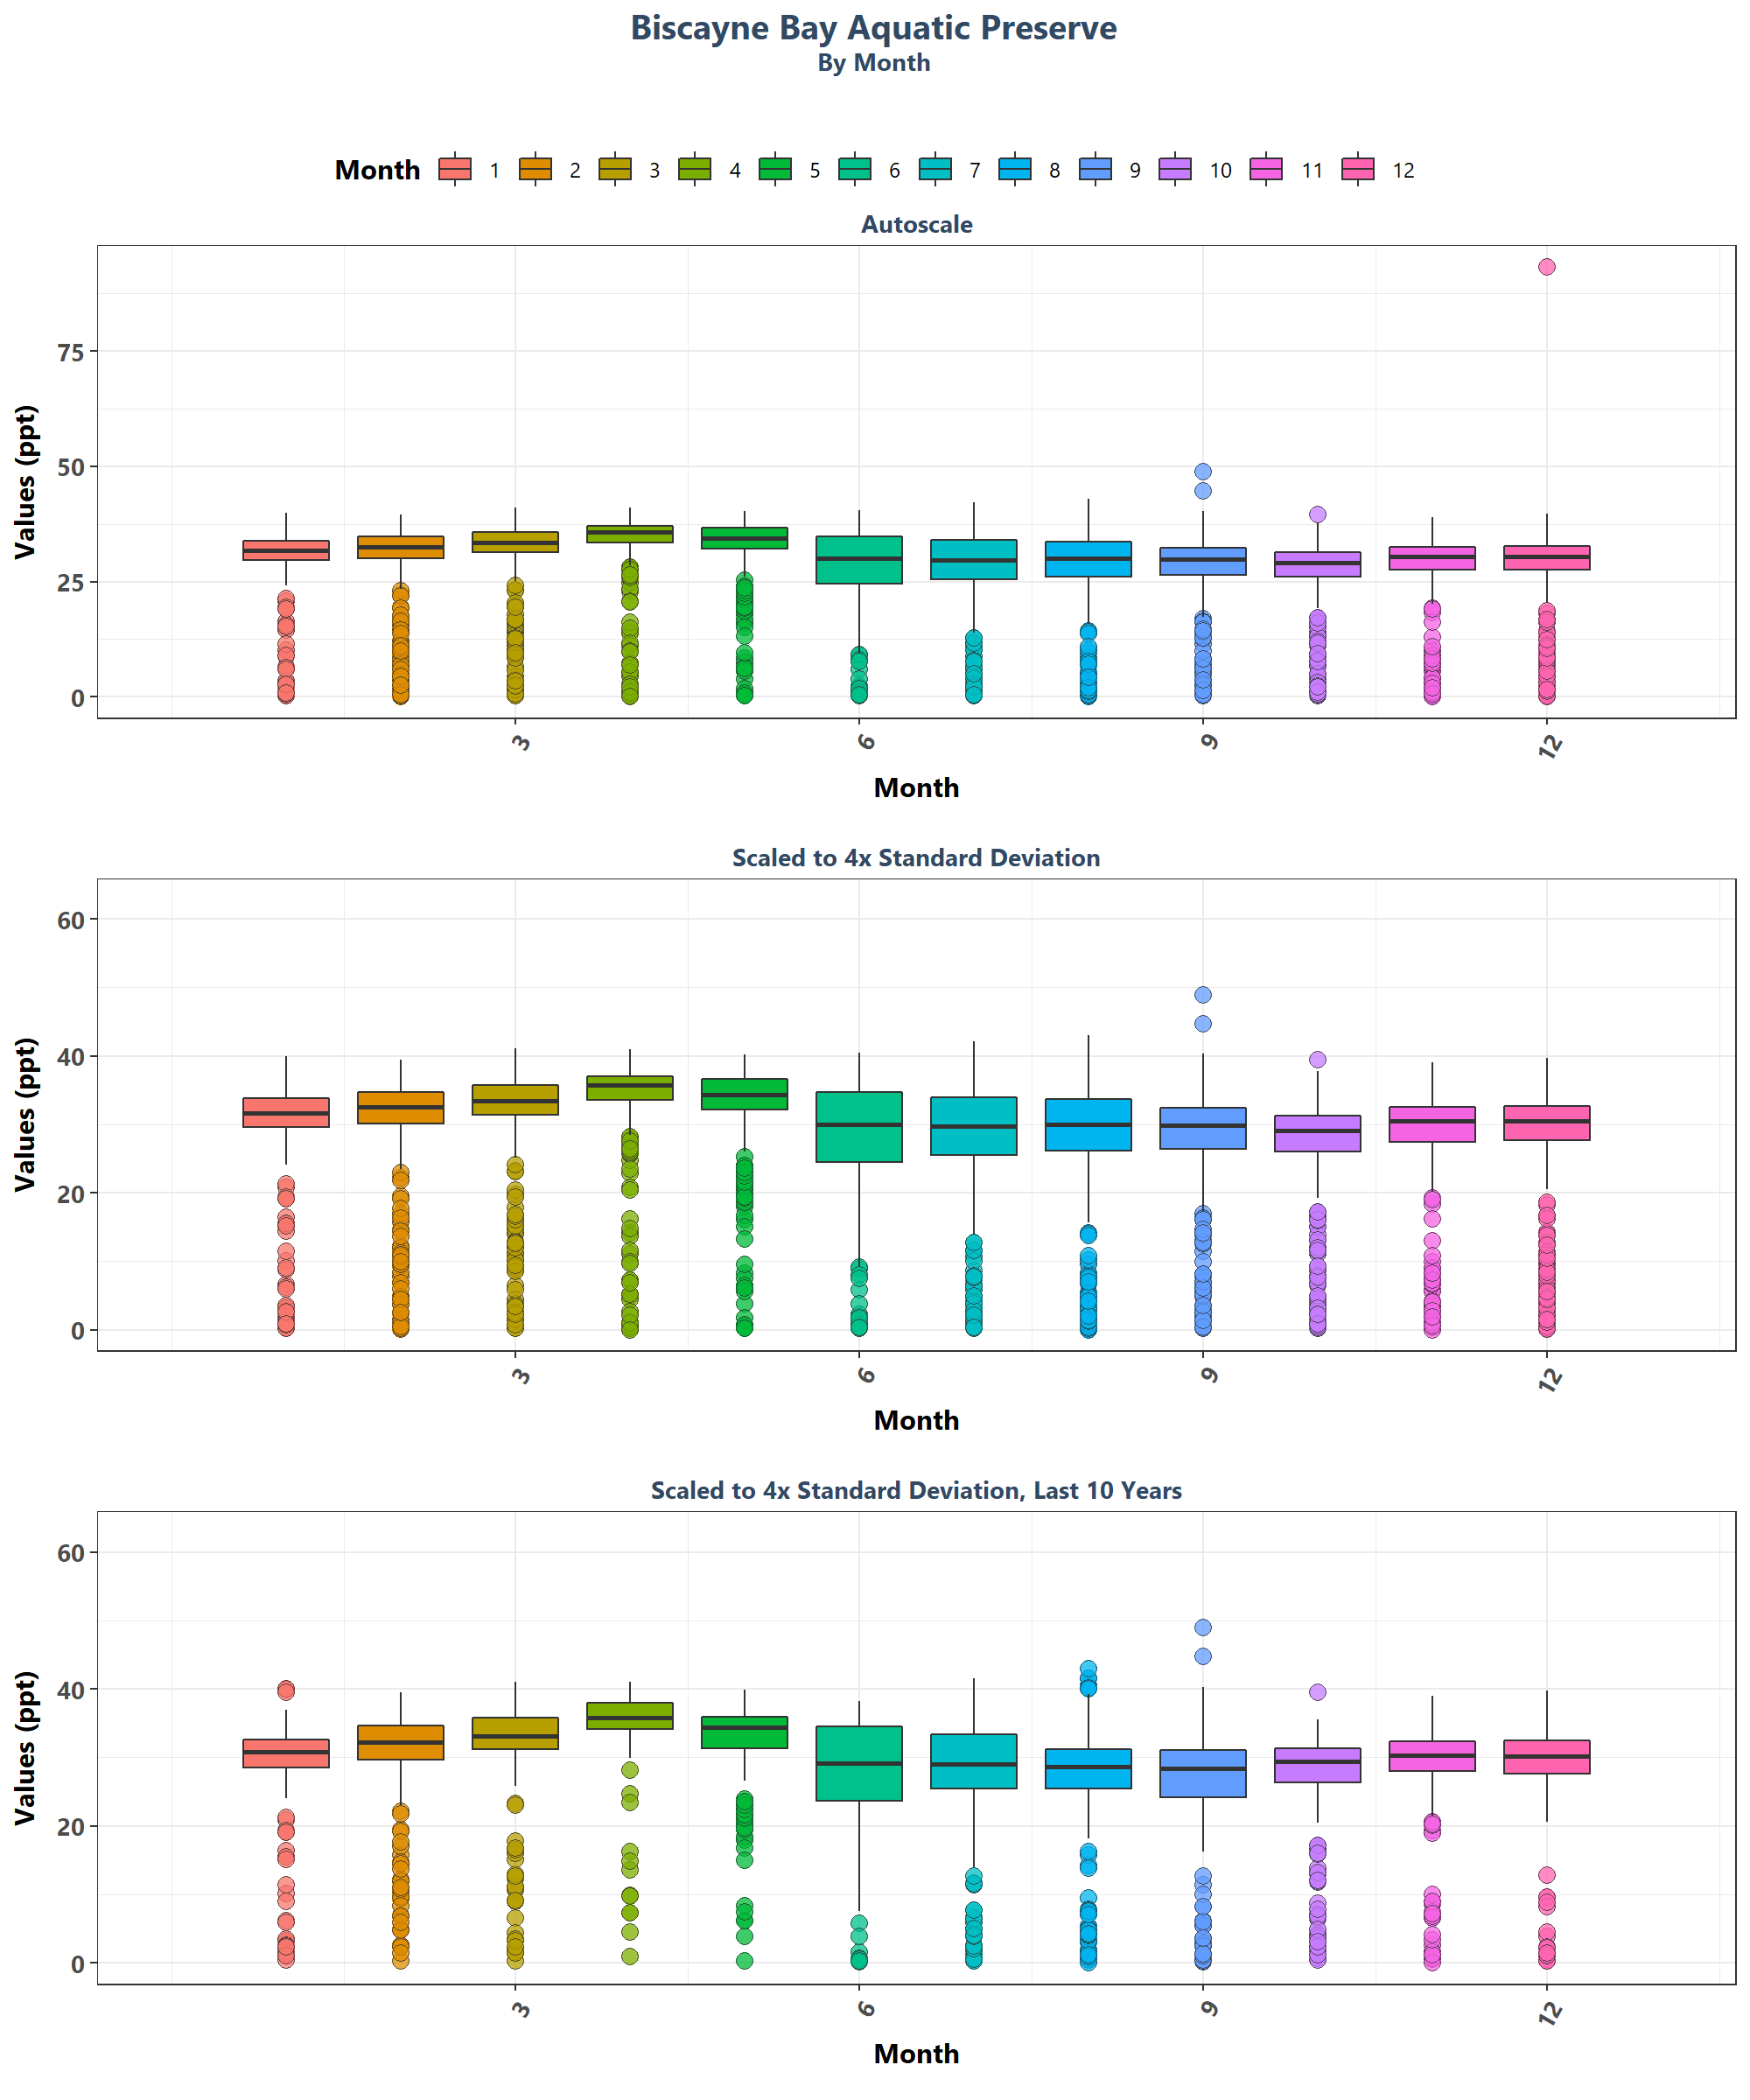 Biscayne Bay Aquatic Preserve
By Month
Month 1 2 3 4 5 6 7 8 9 10 11 12
Autoscale
Values (ppt)
75
50
25
0
3 6 9 12
Month
Scaled to 4x Standard Deviation
Values (ppt)
60
40
20
0
3 6 9 12
Month
Scaled to 4x Standard Deviation, Last 10 Years
Values (ppt)
60
40
20
0
3 6 9 12
Month